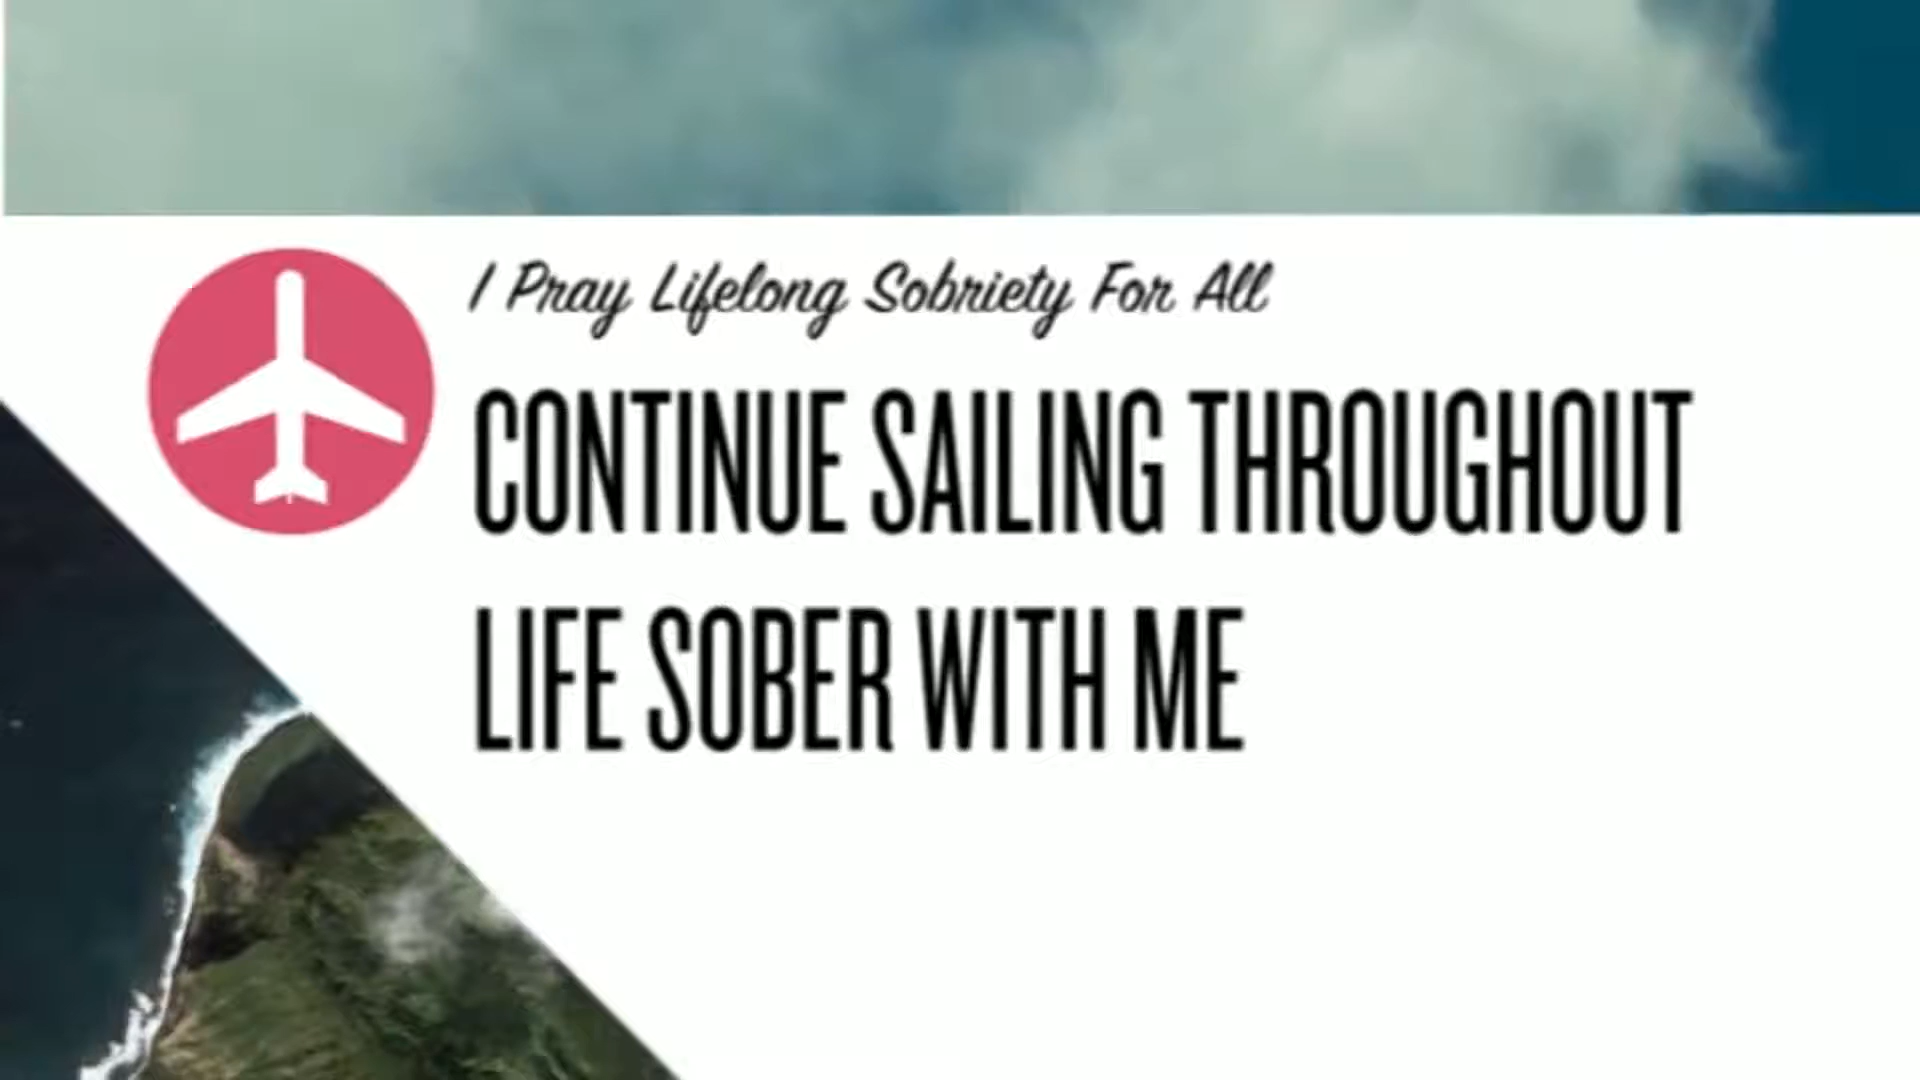 I Pray Lifelong Sobriety For All
CONTINUE SAILING THROUGHOUT
LIFE SOBER WITH ME